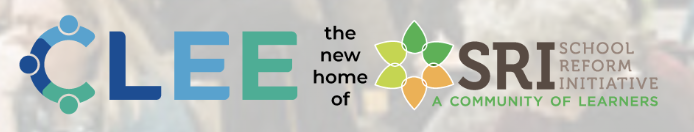 CLEE
the
new
home
of
SRI
SCHOOL
REFORM
INITIATIVE
A COMMUNITY OF LEARNERS